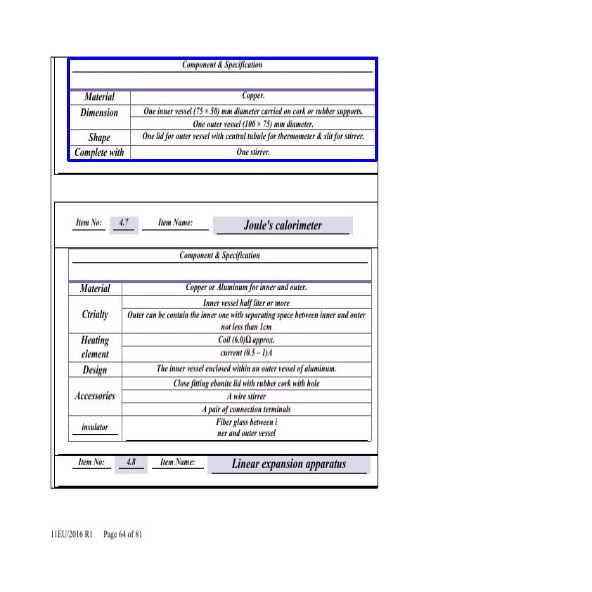 Component & Specification
Material Copper.
Dimension One inner vessel (75 × 50) mm diameter carried on cork or rubber supports.
One outer vessel (100 × 75) mm diameter.
Shape One lid for outer vessel with central tubule for thermometer & slit for stirrer.
Complete with One stirrer.
Item No: 4.7 Item Name: Joule's calorimeter
Component & Specification
Material Copper or Aluminum for inner and outer.
Ctrialty Inner vessel half liter or more
Outer can be contain the inner one with separating space between inner and outer
not less than 1cm
Heating Coil (6.0)Ω approx.
element current (0.5 – 1)A
Design The inner vessel enclosed within an outer vessel of aluminum.
Close fitting ebonite lid with rubber cork with hole
Accessories A wire stirrer
A pair of connection terminals
insulator Fiber glass between i
ner and outer vessel
Item No: 4.8 Item Name: Linear expansion apparatus
11EU/2016 R1 Page 64 of 81